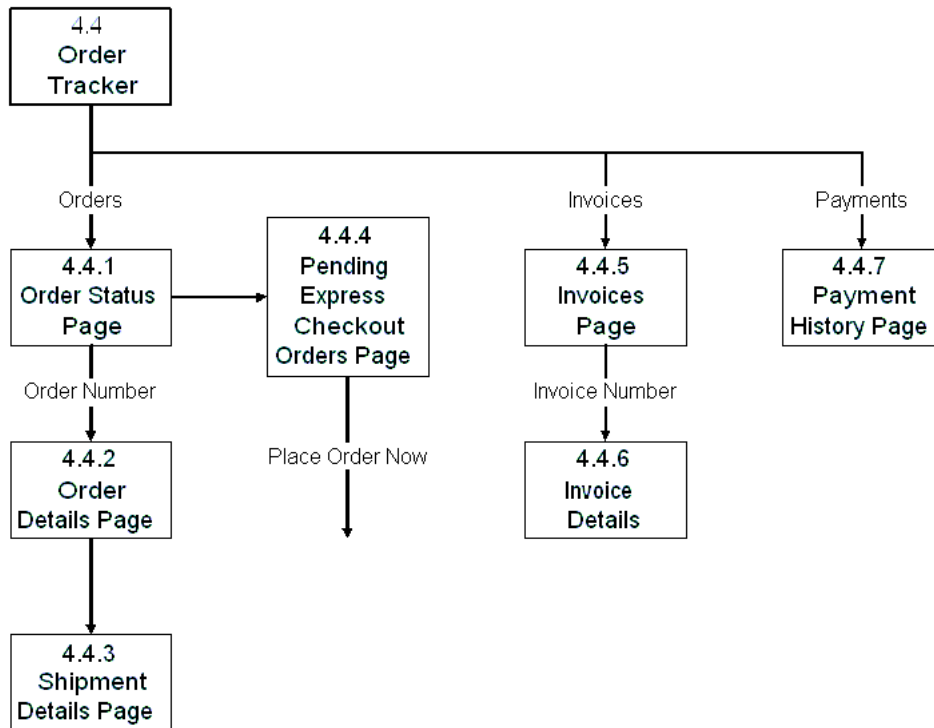 4.4
Order
Tracker
Orders
Invoices
Payments
4.4.1
Order Status
Page
4.4.4
Pending
Express
Checkout
Orders Page
4.4.5
Invoices
Page
4.4.7
Payment
History Page
Order Number
Invoice Number
4.4.2
Order
Details Page
Place Order Now
4.4.6
Invoice
Details
4.4.3
Shipment
Details Page